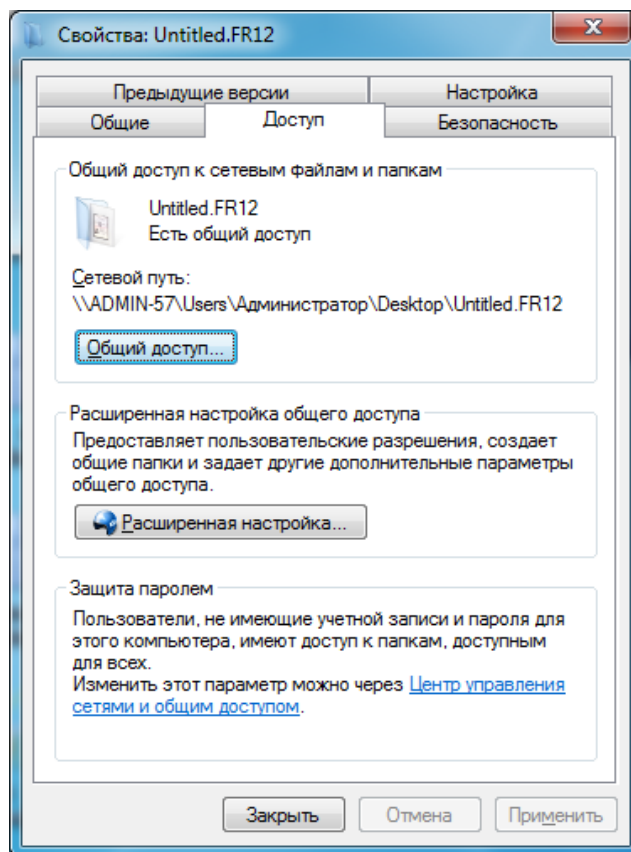 Свойства: Untitled.FR12
Предыдущие версии
Настройка
Общие
Доступ
Безопасность
Общий доступ к сетевым файлам и папкам
Untitled.FR12
Есть общий доступ
Сетевой путь:
\\ADMIN-57\Users\Администратор\Desktop\Untitled.FR12
Общий доступ...
Расширенная настройка общего доступа
Предоставляет пользовательские разрешения, создает
общие папки и задает другие дополнительные параметры
общего доступа.
Расширенная настройка...
Защита паролем
Пользователи, не имеющие учетной записи и пароля для
этого компьютера, имеют доступ к папкам, доступным
для всех.
Изменить этот параметр можно через Центр управления
сетями и общим доступом.
Закрыть
Отмена
Применить